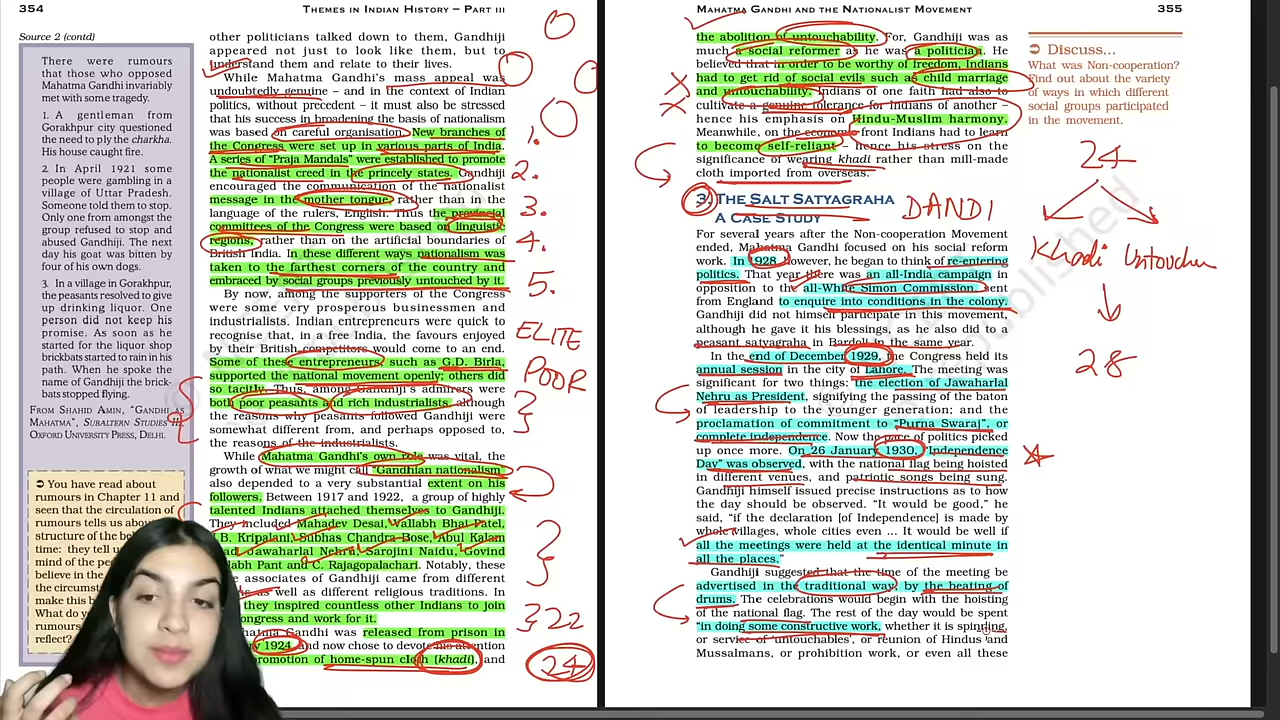 354
THEMES IN INDIAN HISTORY – PART III
Source 2 (contd)
There were rumours
that those who opposed
Mahatma Gandhi invariably
met with some tragedy.
1. A gentleman from
Gorakhpur city questioned
the need to ply the charkha.
His house caught fire.
2. In April 1921 some
people were gambling in a
village of Uttar Pradesh.
Someone told them to stop.
Only one from amongst the
group refused to stop and
abused Gandhiji. The next
day his goat was bitten by
four of his own dogs.
3. In a village in Gorakhpur,
the peasants resolved to give
up drinking liquor. One
person did not keep his
promise. As soon as he
started for the liquor shop
brickbats started to rain in his
path. When he spoke the
name of Gandhiji the brick-
bats stopped flying.
FROM SHAHID AMIN, "GANDHI AS
MAHATMA", SUBALTERN STUDIES III,
OXFORD UNIVERSITY PRESS, DELHI.
You have read about
rumours in Chapter 11 and
seen that the circulation of
rumours tells us about
structure of the be
time: they tell u
mind of the pe
believe in the
the circumst
make this b
What do y
rumours
reflect?
other politicians talked down to them, Gandhiji
appeared not just to look like them, but to
understand them and relate to their lives.
While Mahatma Gandhi's mass appeal was
undoubtedly genuine – and in the context of Indian
politics, without precedent – it must also be stressed
that his success in broadening the basis of nationalism
was based on careful organisation. New branches of
the Congress were set up in various parts of India.
A series of "Praja Mandals" were established to promote
the nationalist creed in the princely states. Gandhiji
encouraged the communication of the nationalist
message in the mother tongue, rather than in the
language of the rulers, English. Thus the provincial
committees of the Congress were based on linguistic
regions, rather than on the artificial boundaries of
British India. In these different ways nationalism was
taken to the farthest corners of the country and
embraced by social groups previously untouched by it.
By now, among the supporters of the Congress
were some very prosperous businessmen and
industrialists. Indian entrepreneurs were quick to
recognise that, in a free India, the favours enjoyed
by their British competitors would come to an end.
Some of these entrepreneurs, such as G.D. Birla,
supported the national movement openly; others did
so tacitly. Thus, among Gandhiji's admirers were
both poor peasants and rich industrialists, although
the reasons why peasants followed Gandhiji were
somewhat different from, and perhaps opposed to,
the reasons of the industrialists.
While Mahatma Gandhi's own role was vital, the
growth of what we might call "Gandhian nationalism"
also depended to a very substantial extent on his
followers. Between 1917 and 1922, a group of highly
talented Indians attached themselves to Gandhiji.
They included Mahadev Desai, Vallabh Bhai Patel,
J.B. Kripalani, Subhas Chandra Bose, Abul Kalam
Jawaharlal Nehru, Sarojini Naidu, Govind
Pant and C. Rajagopalachari. Notably, these
associates of Gandhiji came from different
as well as different religious traditions. In
they inspired countless other Indians to join
ongress and work for it.
Gandhi was released from prison in
1924, and now chose to devote his attention
promotion of home-spun cloth (khadi), and
1.
2.
3.
4.
5.
ELITE
POOR
22
24
MAHATMA GANDHI AND THE NATIONALIST MOVEMENT
355
the abolition of untouchability. For, Gandhiji was as
much a social reformer as he was a politician. He
believed that in order to be worthy of freedom, Indians
had to get rid of social evils such as child marriage
and untouchability. Indians of one faith had also to
cultivate a genuine tolerance for Indians of another –
hence his emphasis on Hindu-Muslim harmony.
Meanwhile, on the economic front Indians had to learn
to become self-reliant – hence his stress on the
significance of wearing khadi rather than mill-made
cloth imported from overseas.
3. THE SALT SATYAGRAHA
A CASE STUDY
DANDI
For several years after the Non-cooperation Movement
ended, Mahatma Gandhi focused on his social reform
work. In 1928, however, he began to think of re-entering
politics. That year there was an all-India campaign in
opposition to the all-White Simon Commission, sent
from England to enquire into conditions in the colony.
Gandhiji did not himself participate in this movement,
although he gave it his blessings, as he also did to a
peasant satyagraha in Bardoli in the same year.
In the end of December 1929, the Congress held its
annual session in the city of Lahore. The meeting was
significant for two things: the election of Jawaharlal
Nehru as President, signifying the passing of the baton
of leadership to the younger generation; and the
proclamation of commitment to "Purna Swaraj", or
complete independence. Now the pace of politics picked
up once more. On 26 January 1930, "Independence
Day" was observed, with the national flag being hoisted
in different venues, and patriotic songs being sung.
Gandhiji himself issued precise instructions as to how
the day should be observed. "It would be good," he
said, "if the declaration [of Independence] is made by
whole villages, whole cities even ... It would be well if
all the meetings were held at the identical minute in
all the places."
Gandhiji suggested that the time of the meeting be
advertised in the traditional way, by the beating of
drums. The celebrations would begin with the hoisting
of the national flag. The rest of the day would be spent
"in doing some constructive work, whether it is spinning,
or service of 'untouchables', or reunion of Hindus and
Mussalmans, or prohibition work, or even all these
Discuss...
What was Non-cooperation?
Find out about the variety
of ways in which different
social groups participated
in the movement.
24
Khadi
28